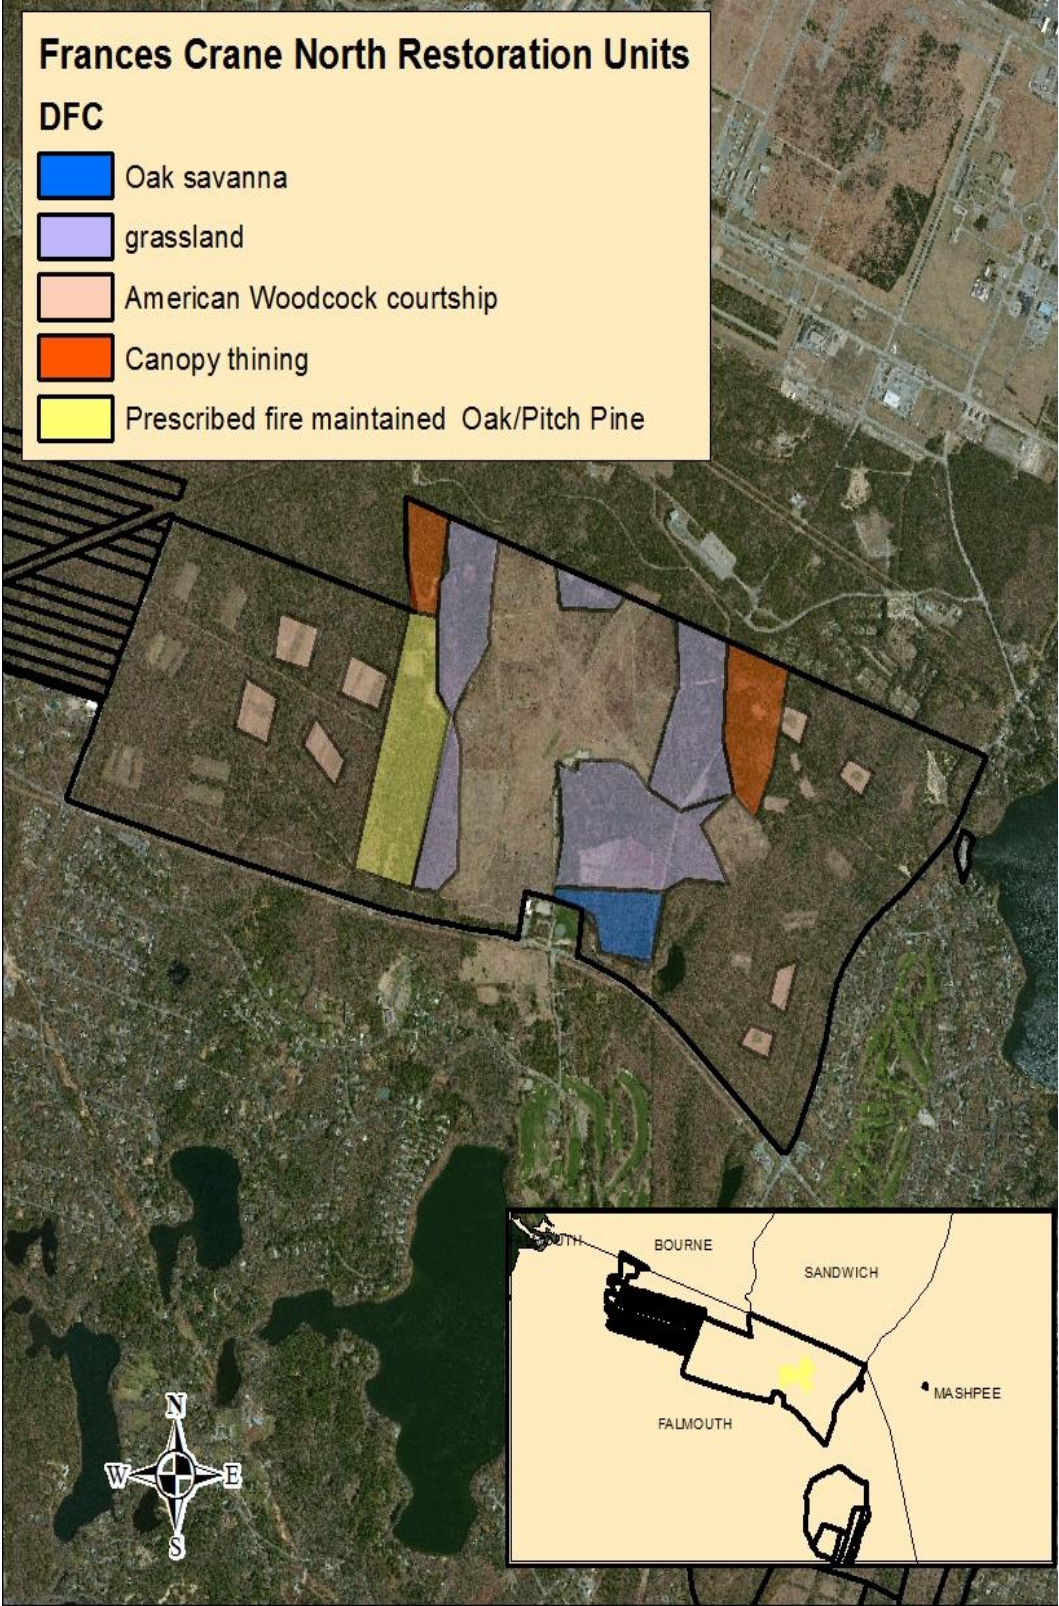 Frances Crane North Restoration Units
DFC
Oak savanna
grassland
American Woodcock courtship
Canopy thining
Prescribed fire maintained Oak/Pitch Pine
BOURNE
SANDWICH
MASHPEE
FALMOUTH
N
W E
S